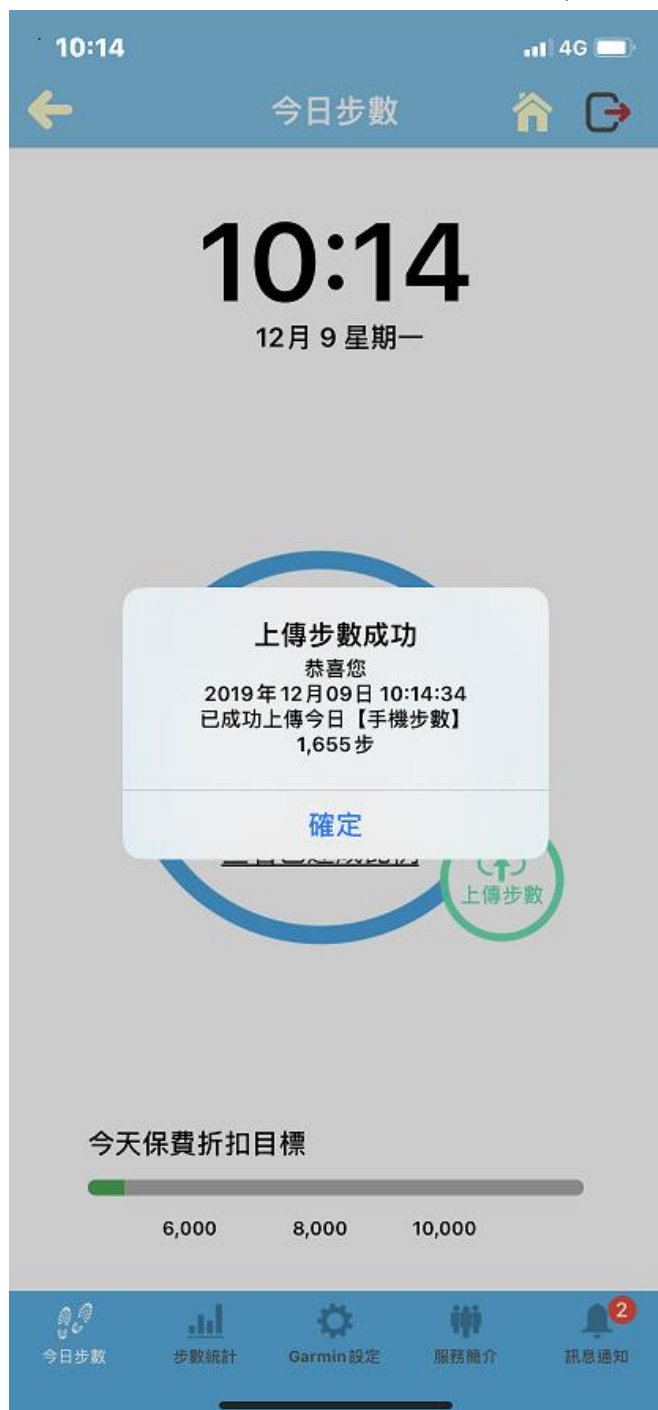 10:14
4G
今日步數
10:14
12月 9 星期一
上傳步數成功
恭喜您
2019年12月09日 10:14:34
已成功上傳今日【手機步數】
1,655步
確定
上傳步數
今天保費折扣目標
6,000 8,000 10,000
2
今日步數 步數統計 Garmin設定 服務簡介 訊息通知